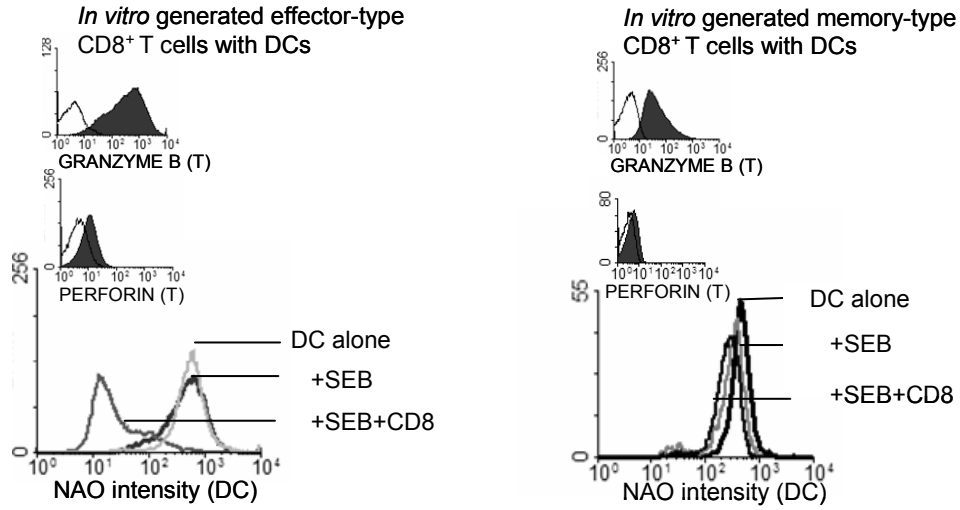 In vitro generated effector-type
CD8+ T cells with DCs
128
0
10⁰ 10¹ 10² 10³ 10⁴
GRANZYME B (T)
256
0
10⁰ 10¹ 10² 10³ 10⁴
PERFORIN (T)
256
0
DC alone
+SEB
+SEB+CD8
10⁰ 10¹ 10² 10³ 10⁴
NAO intensity (DC)
In vitro generated memory-type
CD8+ T cells with DCs
256
0
10⁰ 10¹ 10² 10³ 10⁴
GRANZYME B (T)
80
0
10⁰ 10¹ 10² 10³ 10⁴
PERFORIN (T)
55
0
DC alone
+SEB
+SEB+CD8
10⁰ 10¹ 10² 10³ 10⁴
NAO intensity (DC)